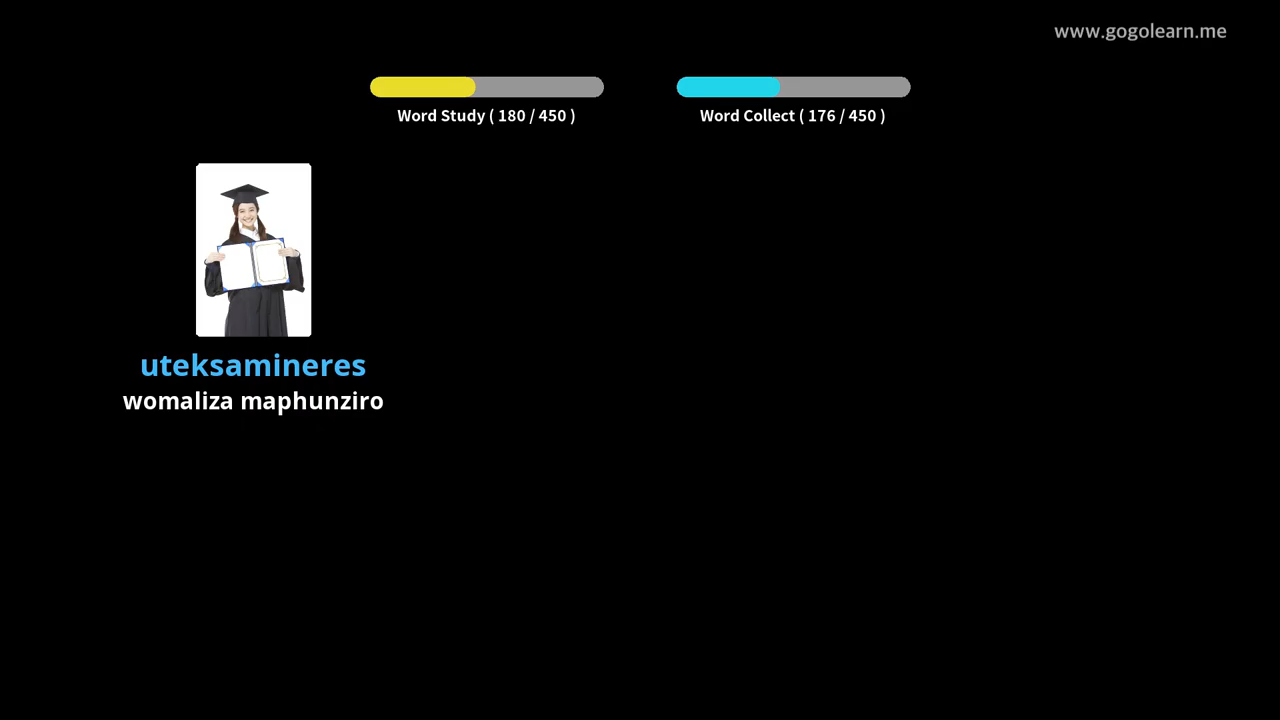 www.gogolearn.me
Word Study ( 180 / 450 )
Word Collect ( 176 / 450 )
uteksamineres
womaliza maphunziro